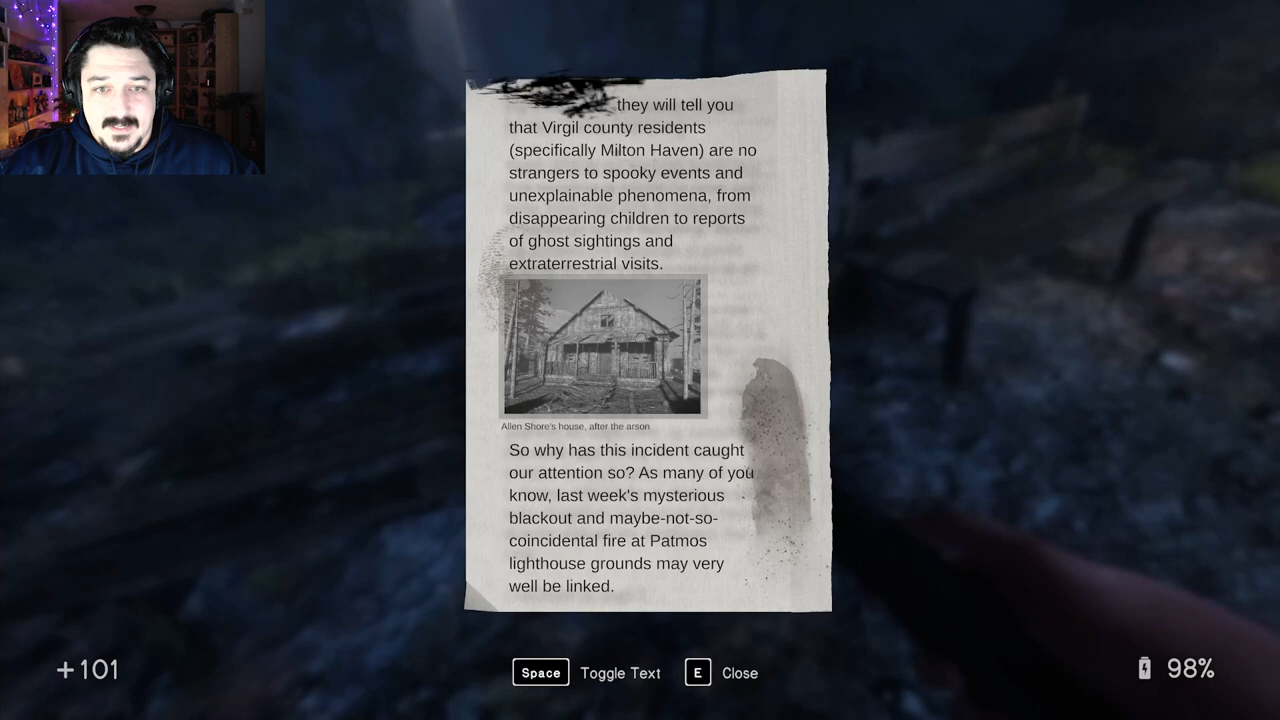 they will tell you
that Virgil county residents
(specifically Milton Haven) are no
strangers to spooky events and
unexplainable phenomena, from
disappearing children to reports
of ghost sightings and
extraterrestrial visits.
Allen Shore's house, after the arson
So why has this incident caught
our attention so? As many of you
know, last week's mysterious
blackout and maybe-not-so-
coincidental fire at Patmos
lighthouse grounds may very
well be linked.
+101
Space Toggle Text E Close
98%